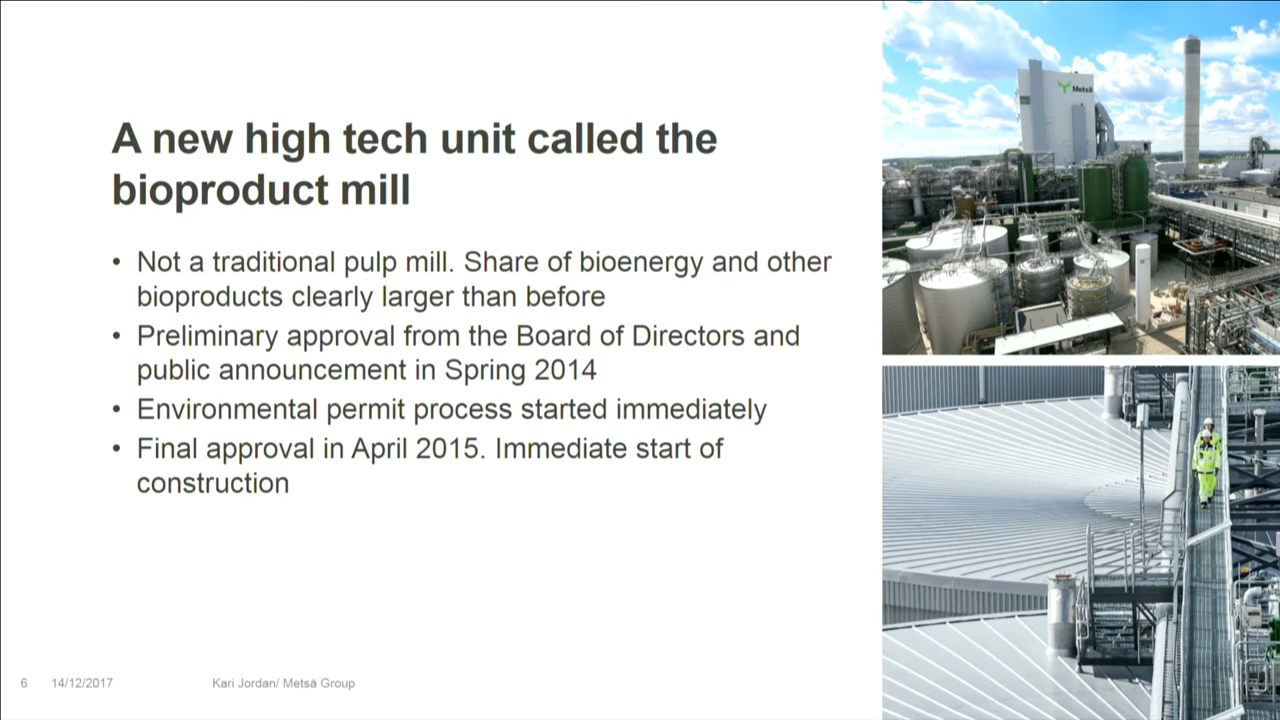 A new high tech unit called the
bioproduct mill
• Not a traditional pulp mill. Share of bioenergy and other
bioproducts clearly larger than before
• Preliminary approval from the Board of Directors and
public announcement in Spring 2014
• Environmental permit process started immediately
• Final approval in April 2015. Immediate start of
construction
Metsä
6 14/12/2017 Kari Jordan/ Metsä Group